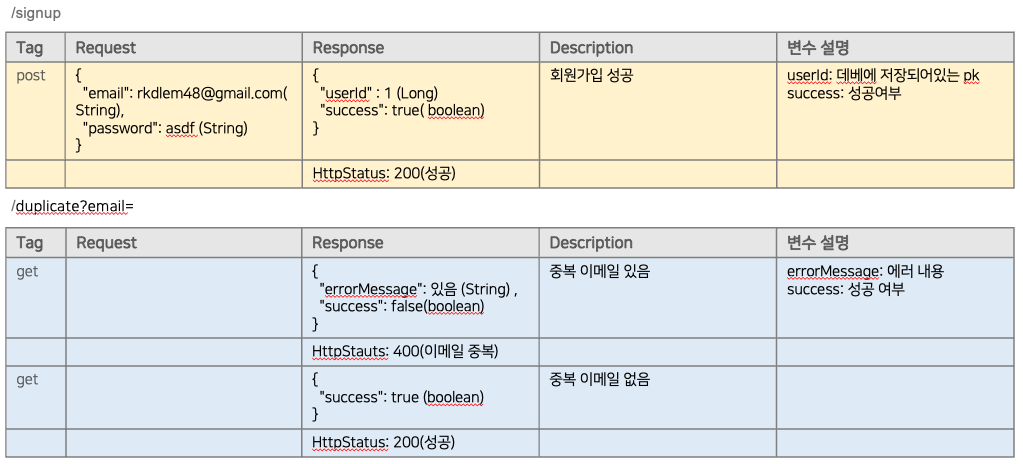 /signup
Tag Request Response Description 변수 설명
post { { 회원가입 성공 userId: 데베에 저장되어있는 pk
"email": rkdlem48@gmail.com( "userId" : 1 (Long) success: 성공여부
String), "success": true( boolean)
"password": asdf (String) }
}
HttpStatus: 200(성공)
/duplicate?email=
Tag Request Response Description 변수 설명
get { 중복 이메일 있음 errorMessage: 에러 내용
"errorMessage": 있음 (String) , success: 성공 여부
"success": false(boolean)
}
HttpStauts: 400(이메일 중복)
get { 중복 이메일 없음
"success": true (boolean)
}
HttpStatus: 200(성공)